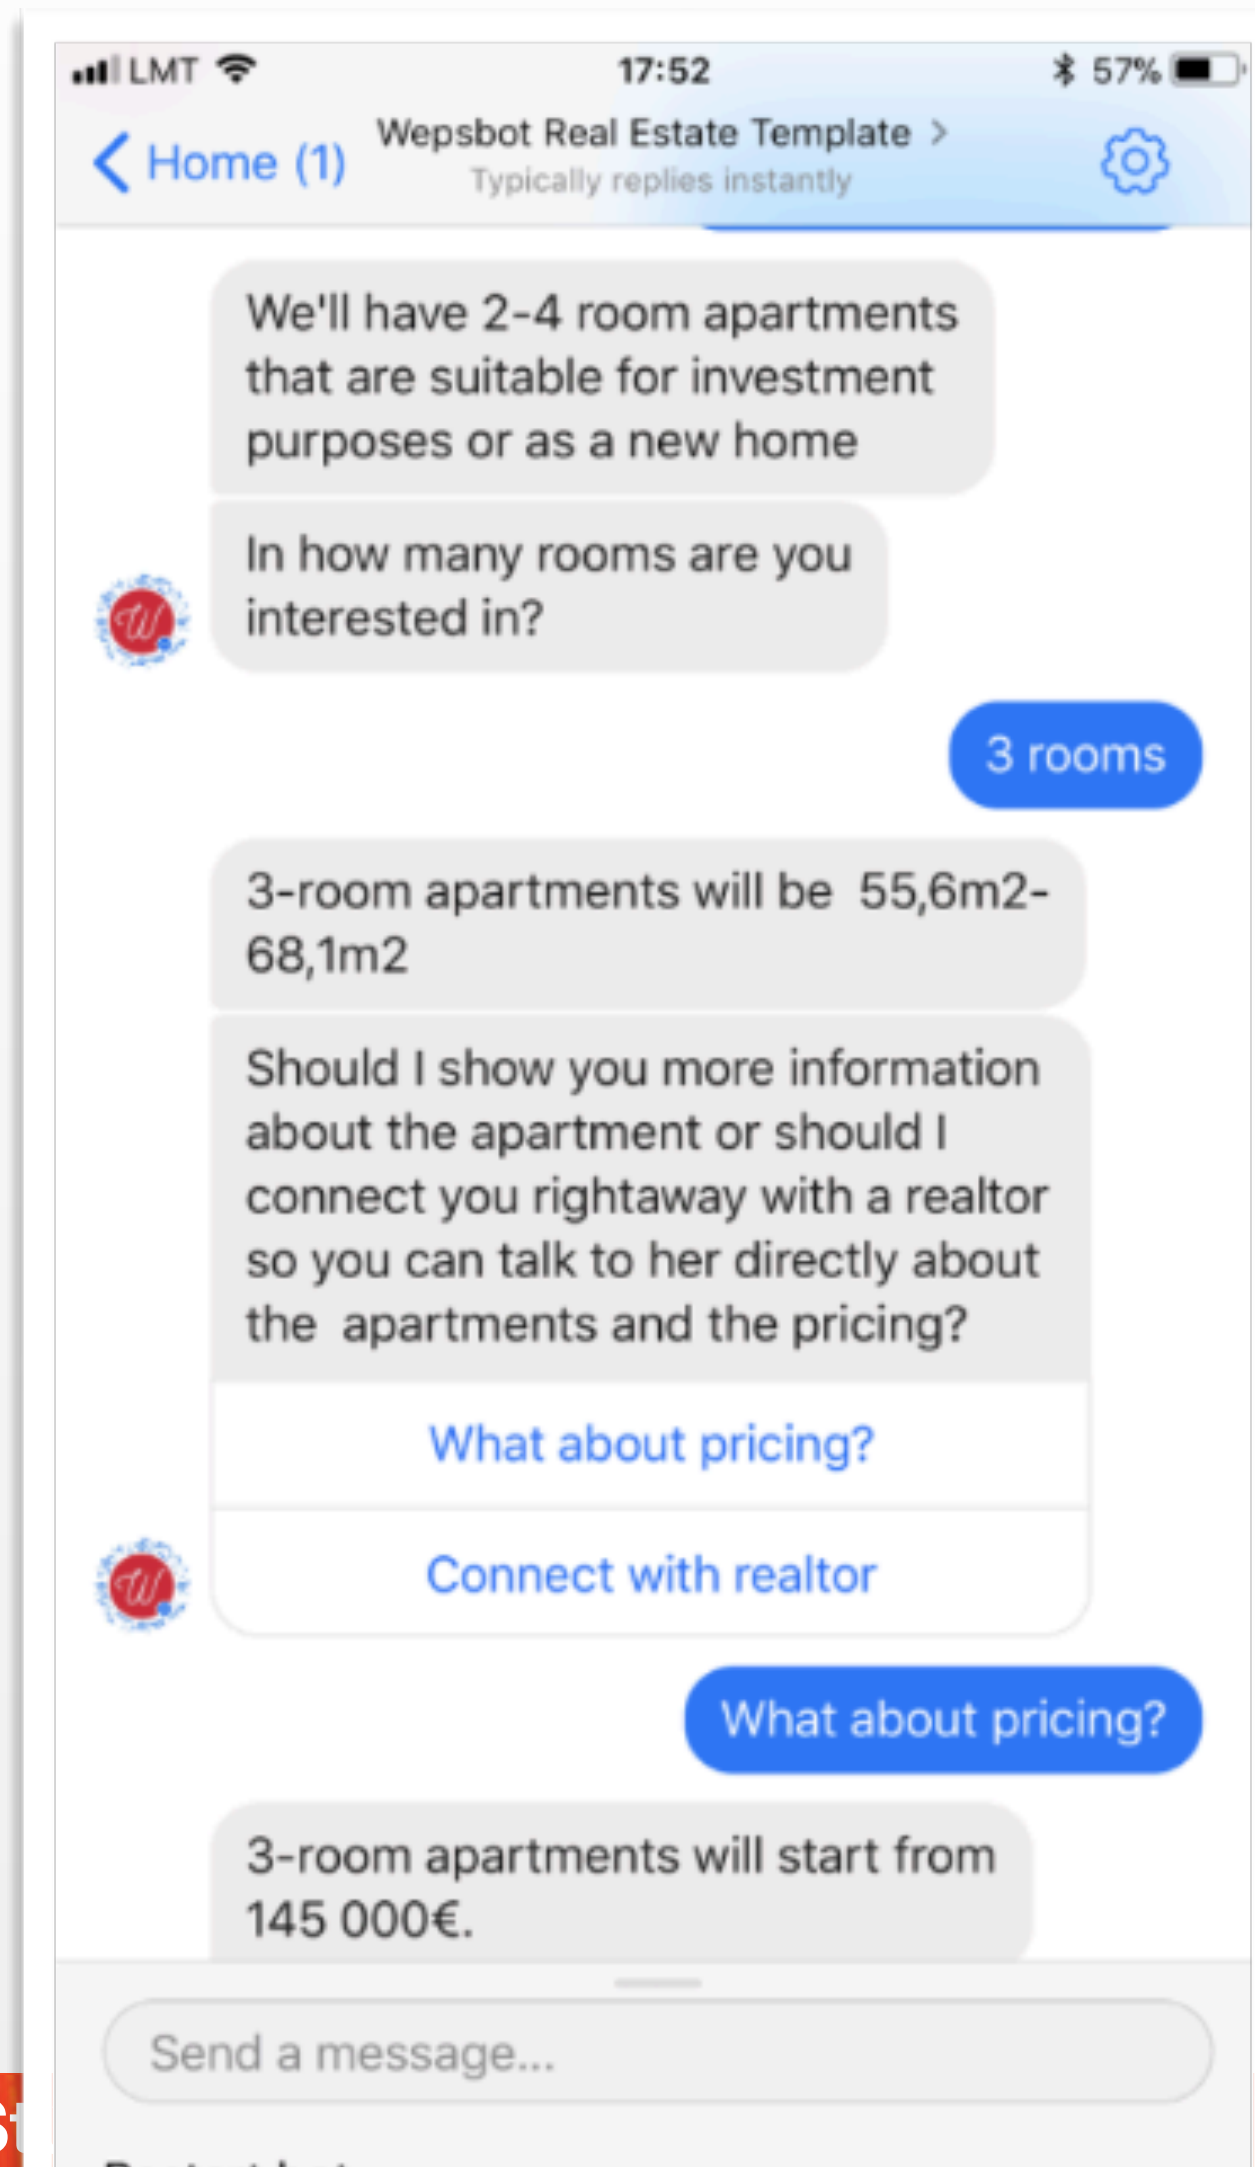 LMT 17:52 57%
Home (1) Wepsbot Real Estate Template >
Typically replies instantly
We'll have 2-4 room apartments
that are suitable for investment
purposes or as a new home
In how many rooms are you
interested in?
W
3 rooms
3-room apartments will be 55,6m2-
68,1m2
Should I show you more information
about the apartment or should I
connect you rightaway with a realtor
so you can talk to her directly about
the apartments and the pricing?
What about pricing?
Connect with realtor
W
What about pricing?
3-room apartments will start from
145 000€.
Send a message...